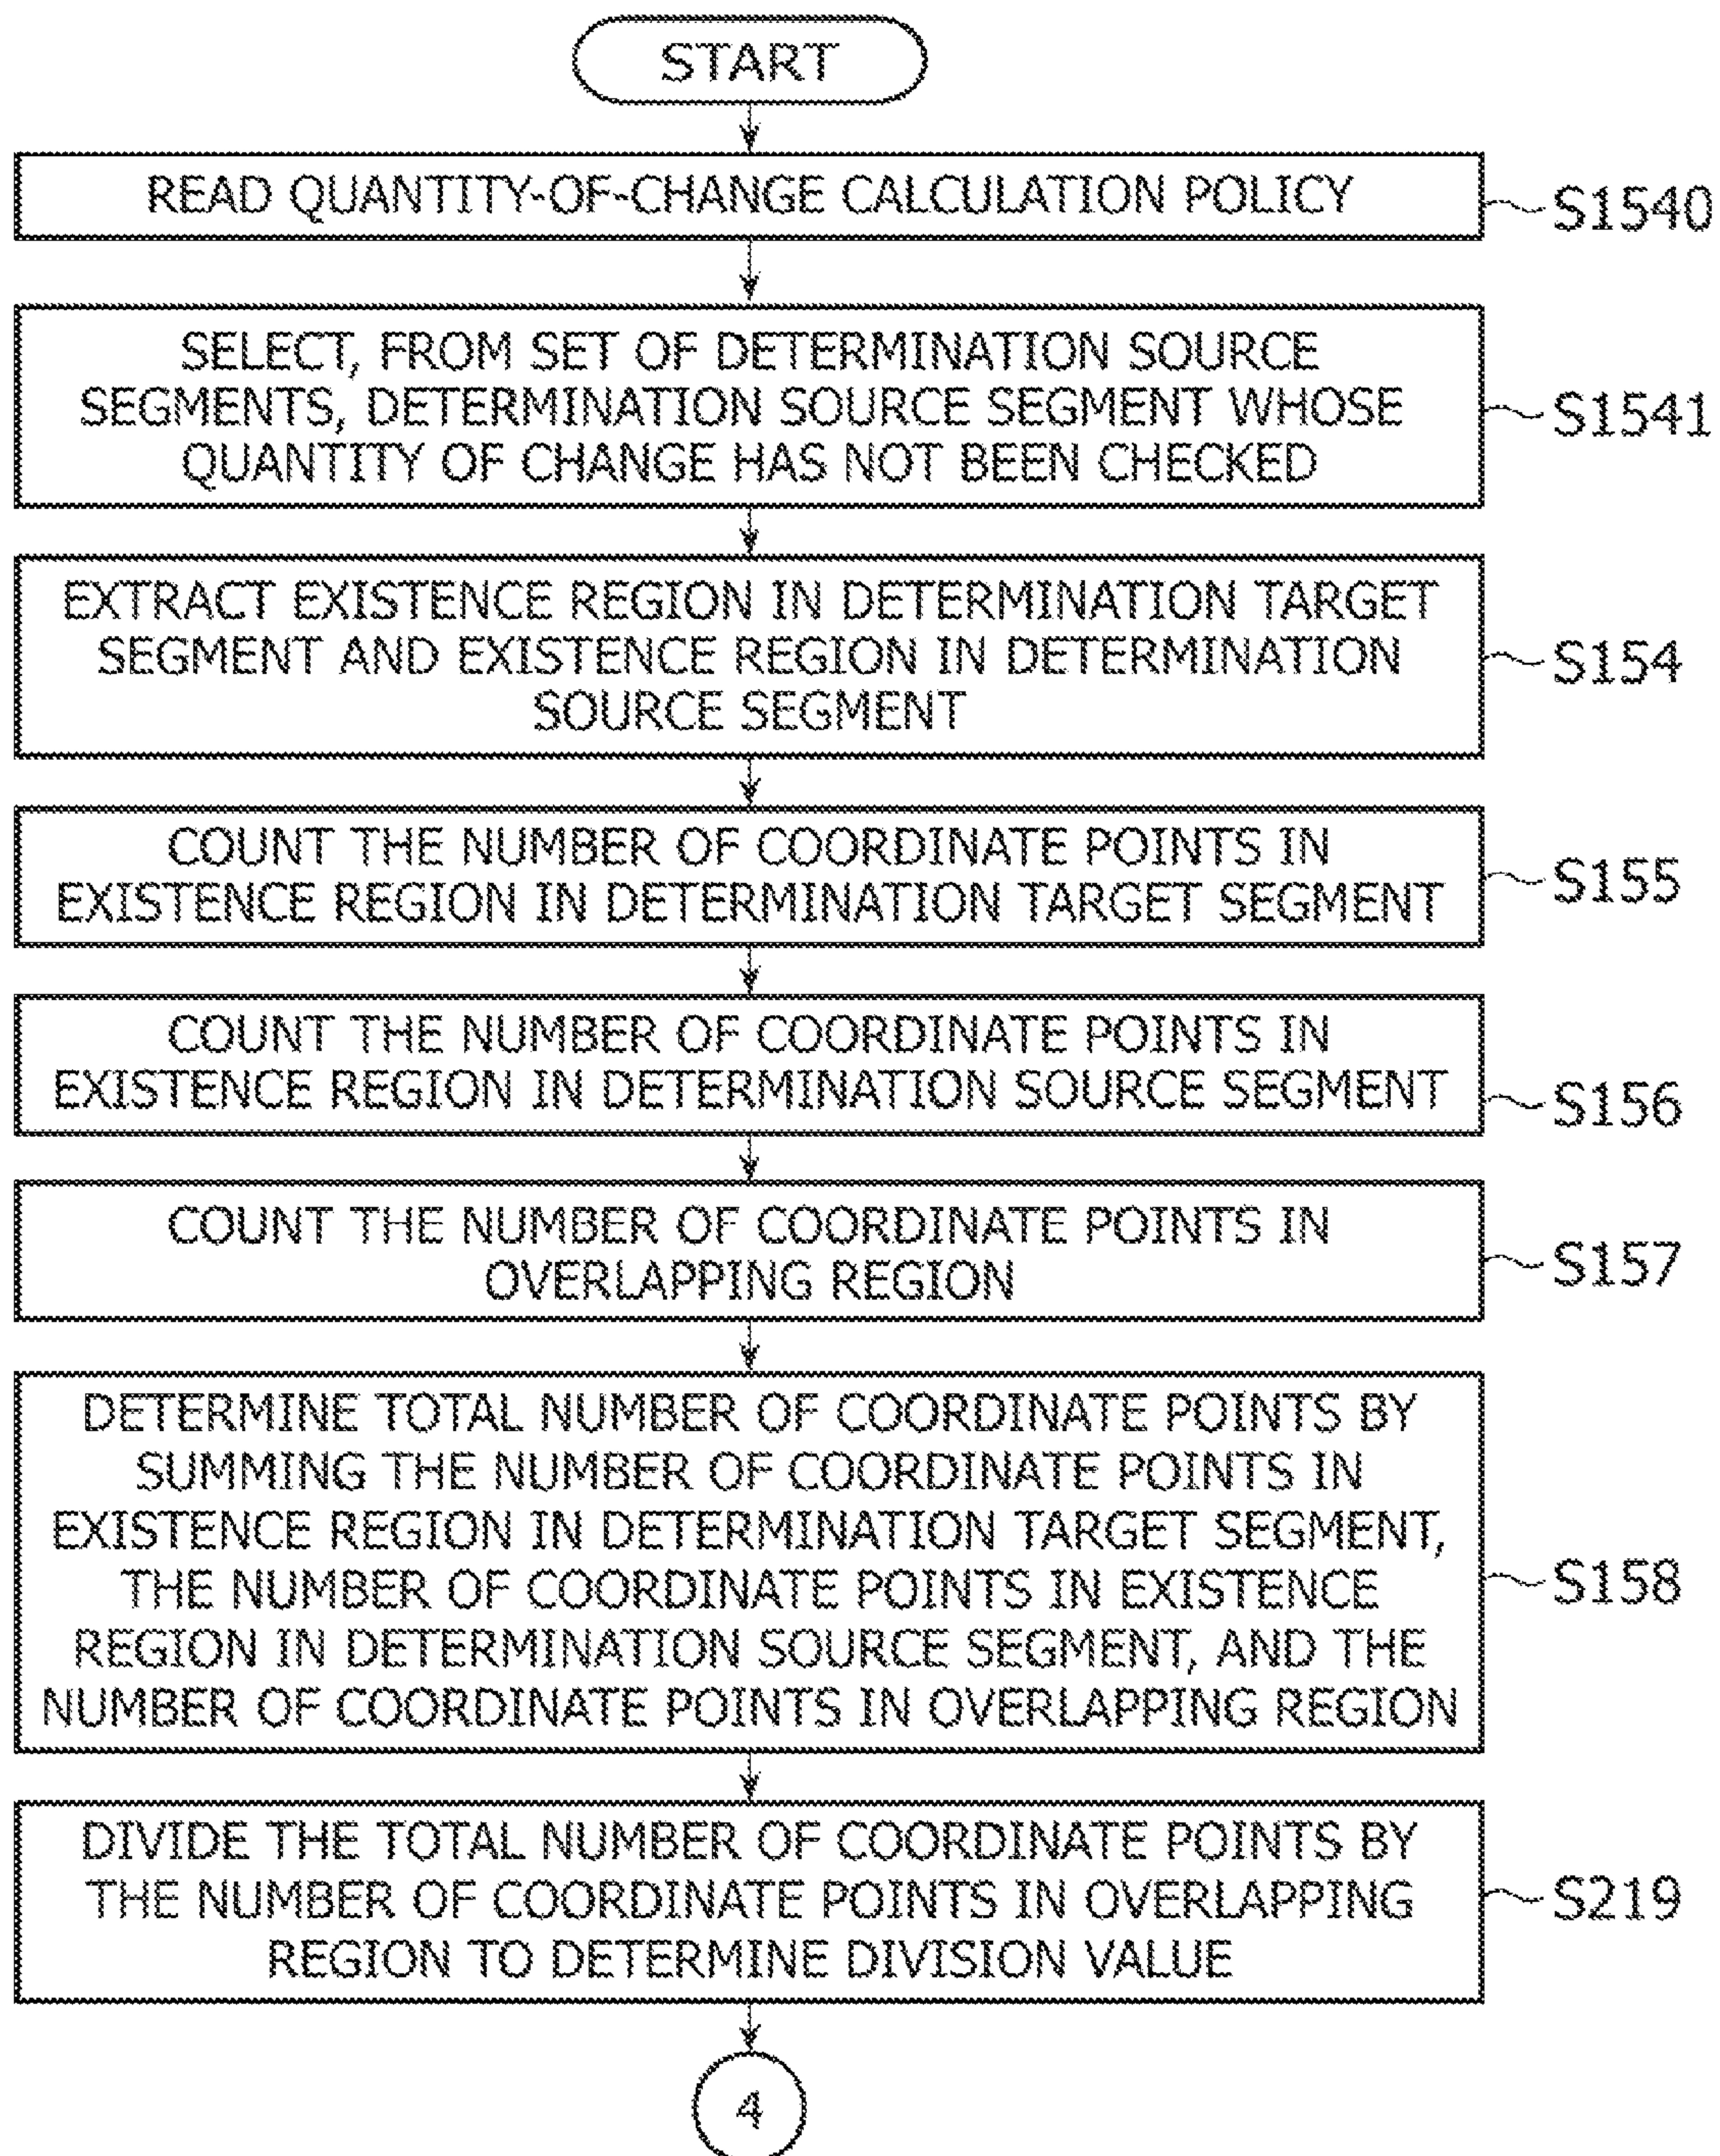 START
READ QUANTITY-OF-CHANGE CALCULATION POLICY
S1540
SELECT, FROM SET OF DETERMINATION SOURCE
SEGMENTS, DETERMINATION SOURCE SEGMENT WHOSE
QUANTITY OF CHANGE HAS NOT BEEN CHECKED
S1541
EXTRACT EXISTENCE REGION IN DETERMINATION TARGET
SEGMENT AND EXISTENCE REGION IN DETERMINATION
SOURCE SEGMENT
S154
COUNT THE NUMBER OF COORDINATE POINTS IN
EXISTENCE REGION IN DETERMINATION TARGET SEGMENT
S155
COUNT THE NUMBER OF COORDINATE POINTS IN
EXISTENCE REGION IN DETERMINATION SOURCE SEGMENT
S156
COUNT THE NUMBER OF COORDINATE POINTS IN
OVERLAPPING REGION
S157
DETERMINE TOTAL NUMBER OF COORDINATE POINTS BY
SUMMING THE NUMBER OF COORDINATE POINTS IN
EXISTENCE REGION IN DETERMINATION TARGET SEGMENT,
THE NUMBER OF COORDINATE POINTS IN EXISTENCE
REGION IN DETERMINATION SOURCE SEGMENT, AND THE
NUMBER OF COORDINATE POINTS IN OVERLAPPING REGION
S158
DIVIDE THE TOTAL NUMBER OF COORDINATE POINTS BY
THE NUMBER OF COORDINATE POINTS IN OVERLAPPING
REGION TO DETERMINE DIVISION VALUE
S219
4